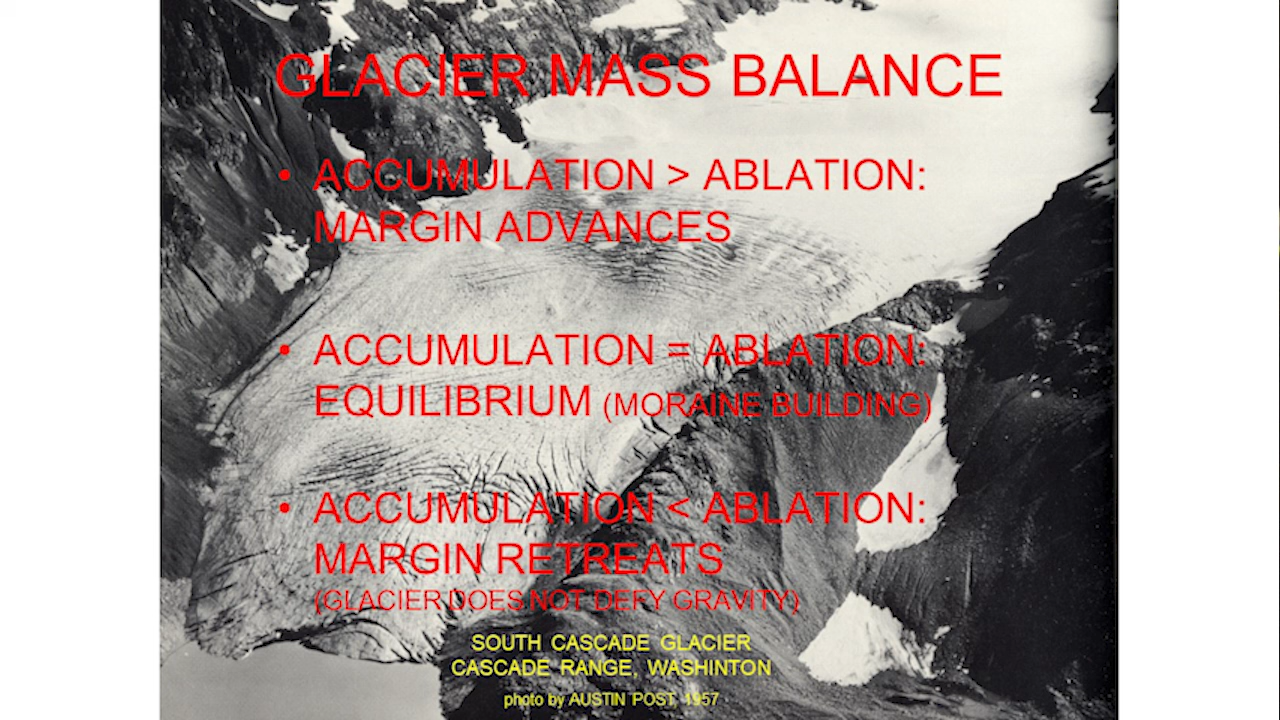 GLACIER MASS BALANCE
• ACCUMULATION > ABLATION:
MARGIN ADVANCES
• ACCUMULATION = ABLATION:
EQUILIBRIUM (MORAINE BUILDING)
• ACCUMULATION < ABLATION:
MARGIN RETREATS
(GLACIER DOES NOT DEFY GRAVITY)
SOUTH CASCADE GLACIER
CASCADE RANGE, WASHINTON
photo by AUSTIN POST, 1957